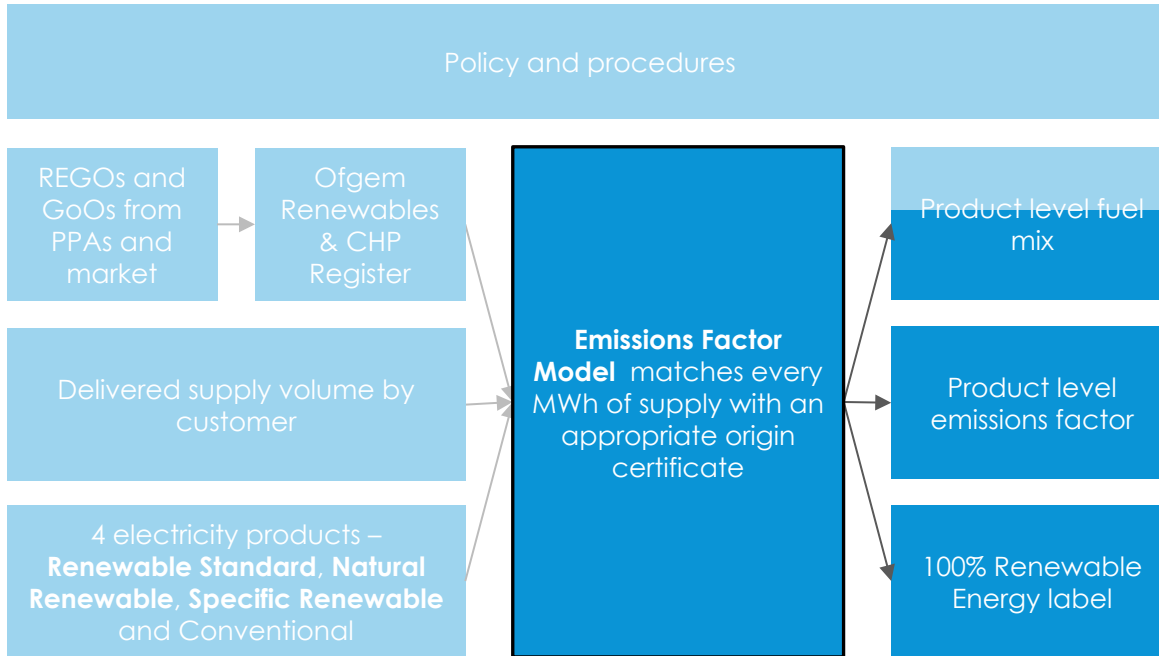 Policy and procedures
REGOs and
GoOs from
PPAs and
market
Ofgem
Renewables
& CHP
Register
Delivered supply volume by
customer
4 electricity products –
Renewable Standard, Natural
Renewable, Specific Renewable
and Conventional
Emissions Factor
Model matches every
MWh of supply with an
appropriate origin
certificate
Product level fuel
mix
Product level
emissions factor
100% Renewable
Energy label